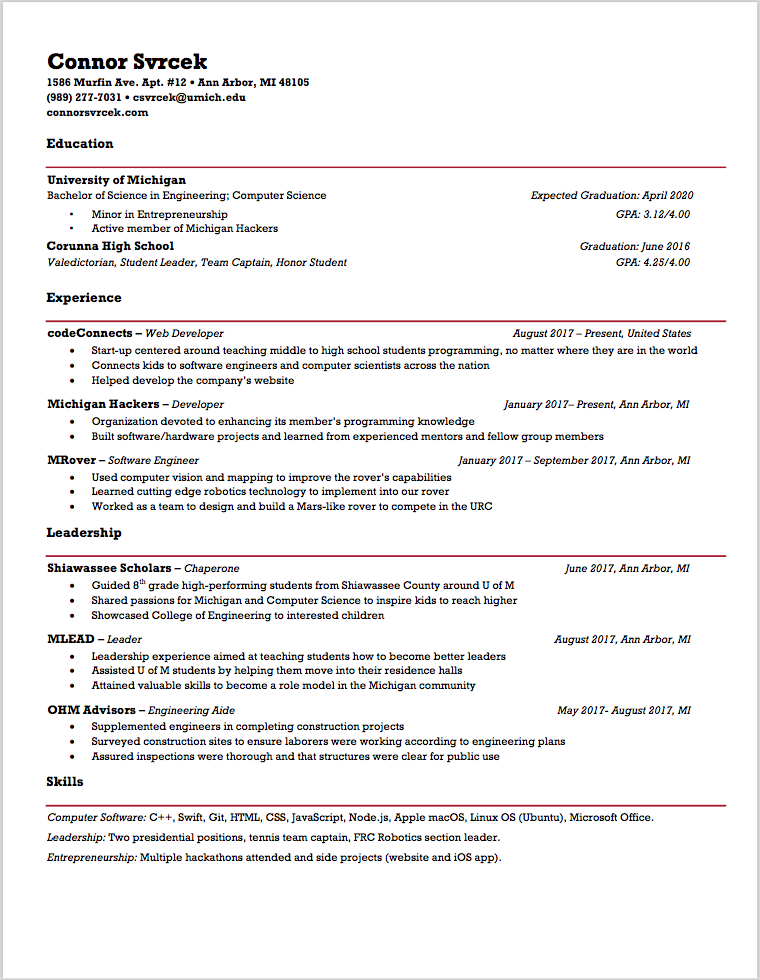 Connor Svrcek
1586 Murfin Ave. Apt. #12 • Ann Arbor, MI 48105
(989) 277-7031 • csvrcek@umich.edu
connorsvrcek.com
Education
University of Michigan
Bachelor of Science in Engineering; Computer Science Expected Graduation: April 2020
• Minor in Entrepreneurship GPA: 3.12/4.00
• Active member of Michigan Hackers
Corunna High School Graduation: June 2016
Valedictorian, Student Leader, Team Captain, Honor Student GPA: 4.25/4.00
Experience
codeConnects – Web Developer August 2017 – Present, United States
• Start-up centered around teaching middle to high school students programming, no matter where they are in the world
• Connects kids to software engineers and computer scientists across the nation
• Helped develop the company's website
Michigan Hackers – Developer January 2017– Present, Ann Arbor, MI
• Organization devoted to enhancing its member's programming knowledge
• Built software/hardware projects and learned from experienced mentors and fellow group members
MRover – Software Engineer January 2017 – September 2017, Ann Arbor, MI
• Used computer vision and mapping to improve the rover's capabilities
• Learned cutting edge robotics technology to implement into our rover
• Worked as a team to design and build a Mars-like rover to compete in the URC
Leadership
Shiawassee Scholars – Chaperone June 2017, Ann Arbor, MI
• Guided 8th grade high-performing students from Shiawassee County around U of M
• Shared passions for Michigan and Computer Science to inspire kids to reach higher
• Showcased College of Engineering to interested children
MLEAD – Leader August 2017, Ann Arbor, MI
• Leadership experience aimed at teaching students how to become better leaders
• Assisted U of M students by helping them move into their residence halls
• Attained valuable skills to become a role model in the Michigan community
OHM Advisors – Engineering Aide May 2017- August 2017, MI
• Supplemented engineers in completing construction projects
• Surveyed construction sites to ensure laborers were working according to engineering plans
• Assured inspections were thorough and that structures were clear for public use
Skills
Computer Software: C++, Swift, Git, HTML, CSS, JavaScript, Node.js, Apple macOS, Linux OS (Ubuntu), Microsoft Office.
Leadership: Two presidential positions, tennis team captain, FRC Robotics section leader.
Entrepreneurship: Multiple hackathons attended and side projects (website and iOS app).